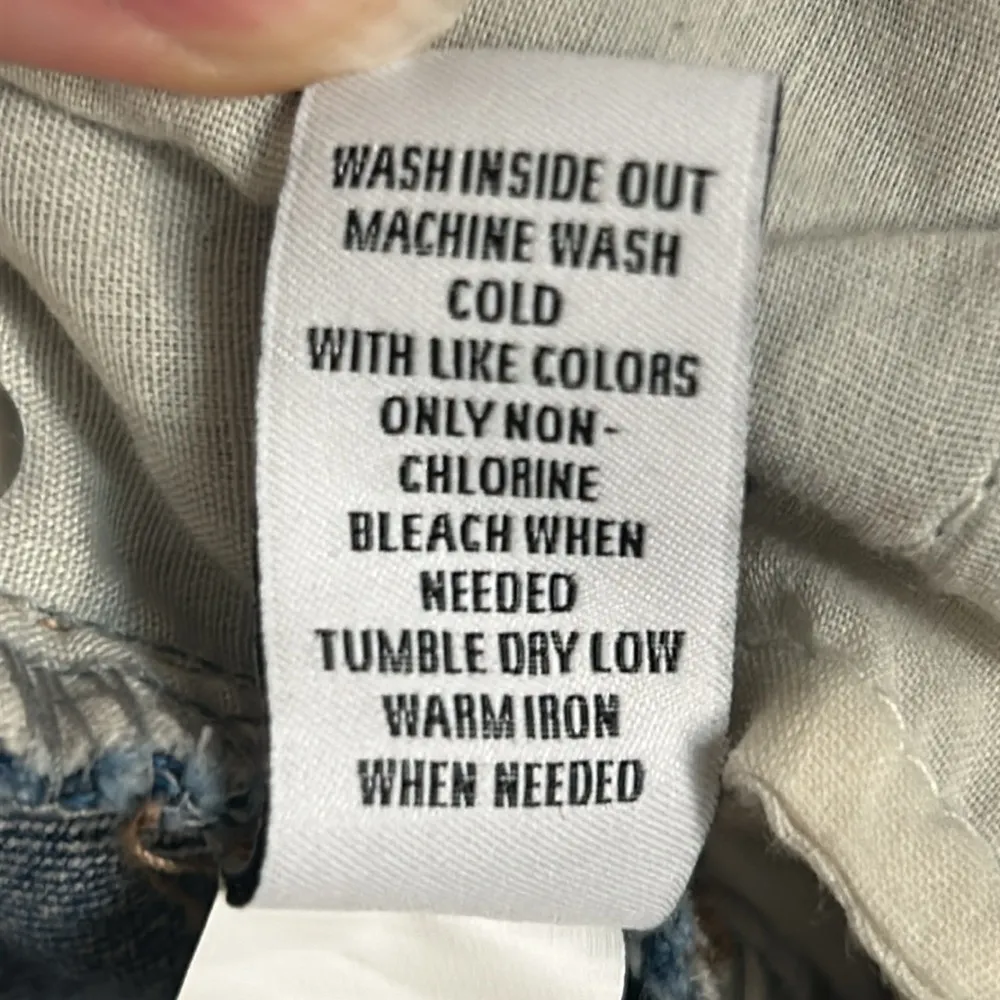 WASH INSIDE OUT
MACHINE WASH
COLD
WITH LIKE COLORS
ONLY NON-
CHLORINE
BLEACH WHEN
NEEDED
TUMBLE DRY LOW
WARM IRON
WHEN NEEDED